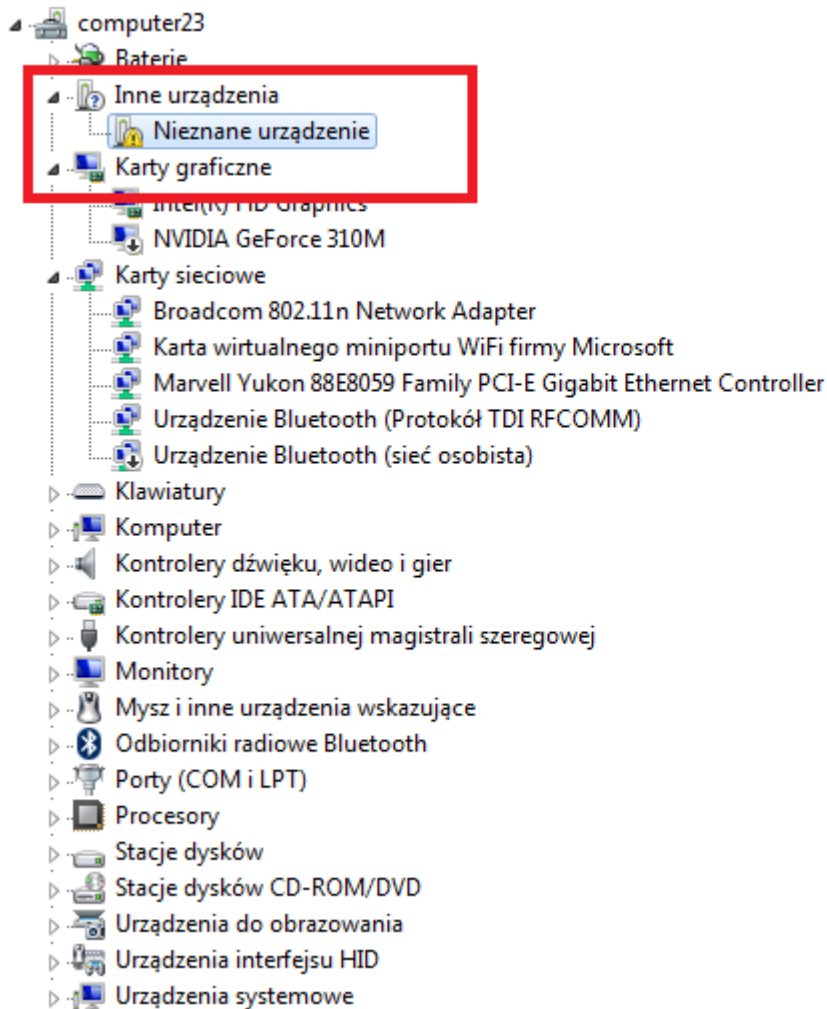 computer23
Baterie
Inne urządzenia
Nieznane urządzenie
Karty graficzne
Intel(R) HD Graphics
NVIDIA GeForce 310M
Karty sieciowe
Broadcom 802.11n Network Adapter
Karta wirtualnego miniportu WiFi firmy Microsoft
Marvell Yukon 88E8059 Family PCI-E Gigabit Ethernet Controller
Urządzenie Bluetooth (Protokół TDI RFCOMM)
Urządzenie Bluetooth (sieć osobista)
Klawiatury
Komputer
Kontrolery dźwięku, wideo i gier
Kontrolery IDE ATA/ATAPI
Kontrolery uniwersalnej magistrali szeregowej
Monitory
Mysz i inne urządzenia wskazujące
Odbiorniki radiowe Bluetooth
Porty (COM i LPT)
Procesory
Stacje dysków
Stacje dysków CD-ROM/DVD
Urządzenia do obrazowania
Urządzenia interfejsu HID
Urządzenia systemowe